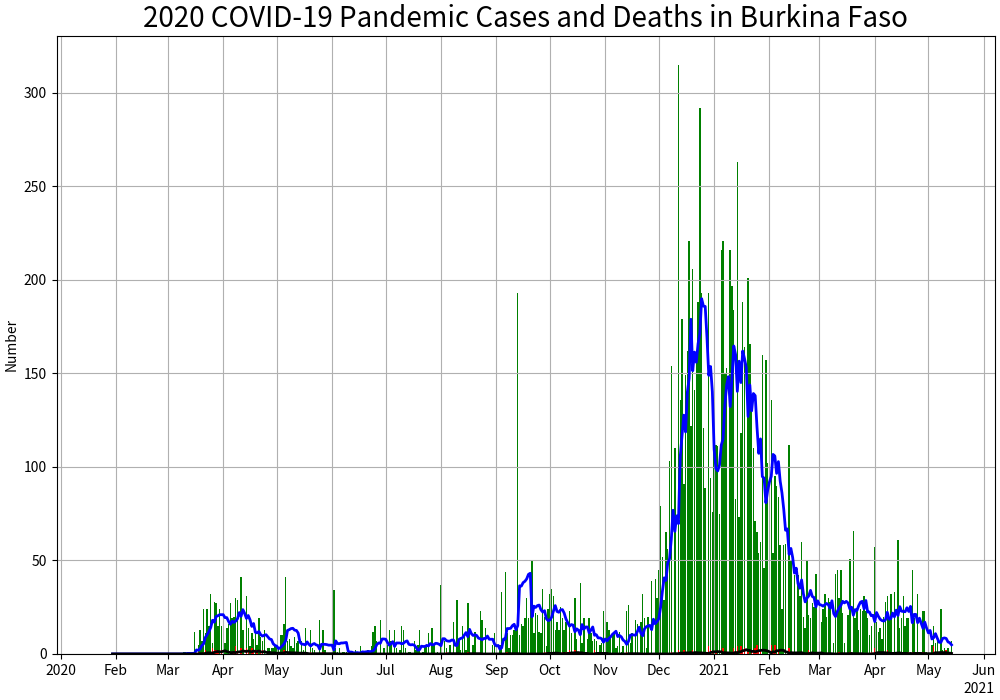 2020 COVID-19 Pandemic Cases and Deaths in Burkina Faso
300
250
200
150
100
50
0
Number
2020 Feb Mar Apr May Jun Jul Aug Sep Oct Nov Dec 2021 Feb Mar Apr May Jun
2021